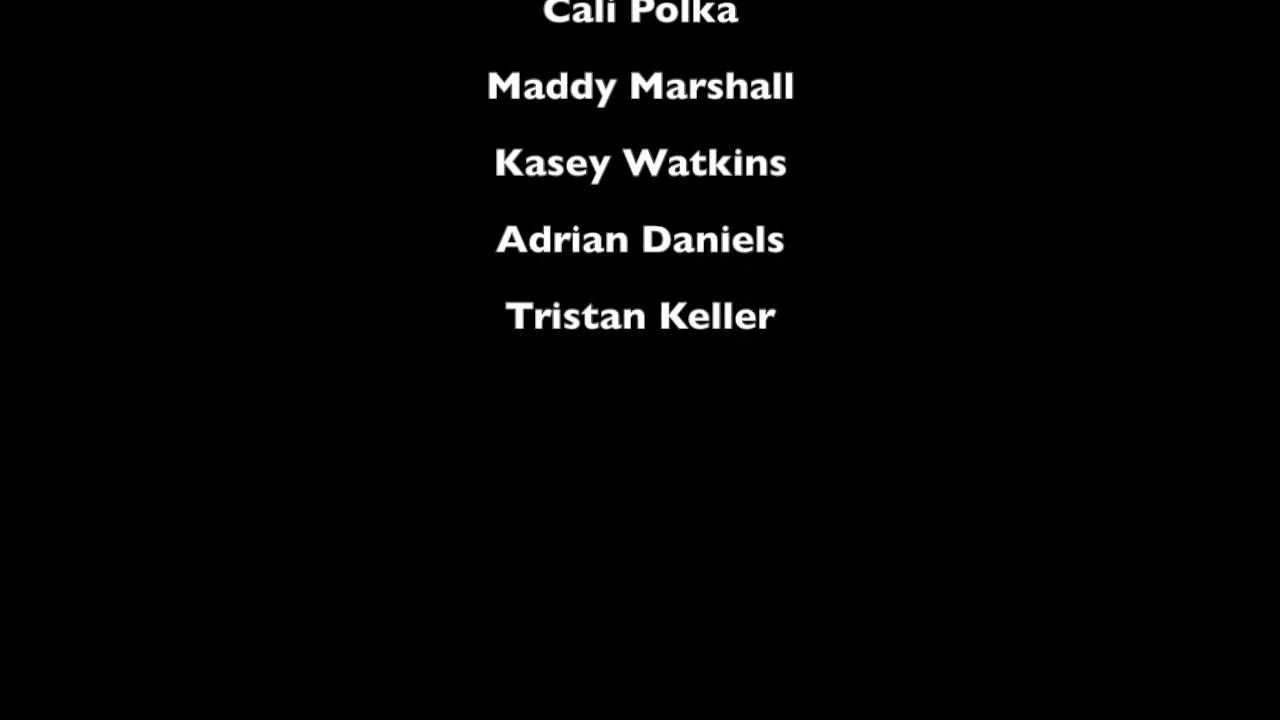 Cali Polka
Maddy Marshall
Kasey Watkins
Adrian Daniels
Tristan Keller